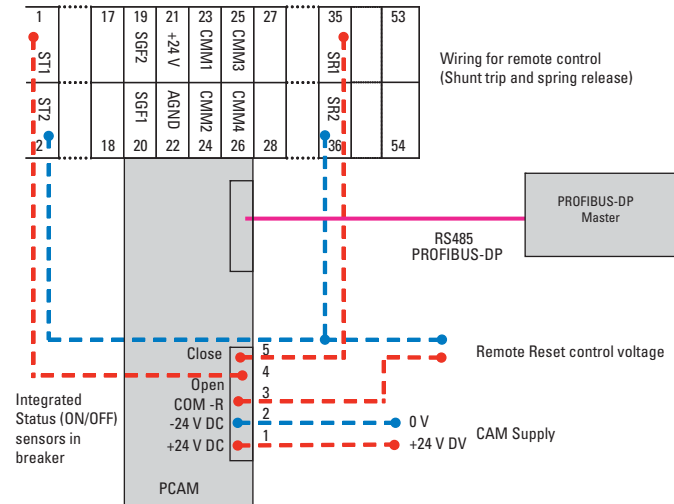 1 17 19 21 23 25 27 35 53
ST1 SGF2 +24 V CMM1 CMM3 SR1
ST2 SGF1 AGND CMM2 CMM4 SR2
2 18 20 22 24 26 28 36 54
Wiring for remote control
(Shunt trip and spring release)
PROFIBUS-DP
Master
RS485
PROFIBUS-DP
Close 5
4
Open
COM -R 3
-24 V DC 2
+24 V DC 1
Remote Reset control voltage
0 V
+24 V DV
CAM Supply
Integrated
Status (ON/OFF)
sensors in
breaker
PCAM